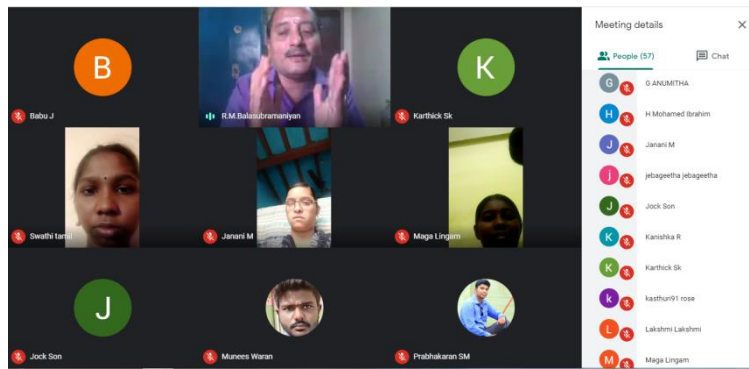 B
Babu J
R.M.Balasubramaniyan
K
Karthick Sk
Swathi tamil
Janani M
Maga Lingam
J
Jock Son
Munees Waran
Prabhakaran SM
Meeting details
People (57)
Chat
G
G ANUMITHA
H
H Mohamed Ibrahim
J
Janani M
j
jebageetha jebageetha
J
Jock Son
K
Kanishka R
K
Karthick Sk
k
kasthuri91 rose
L
Lakshmi Lakshmi
M
Maga Lingam